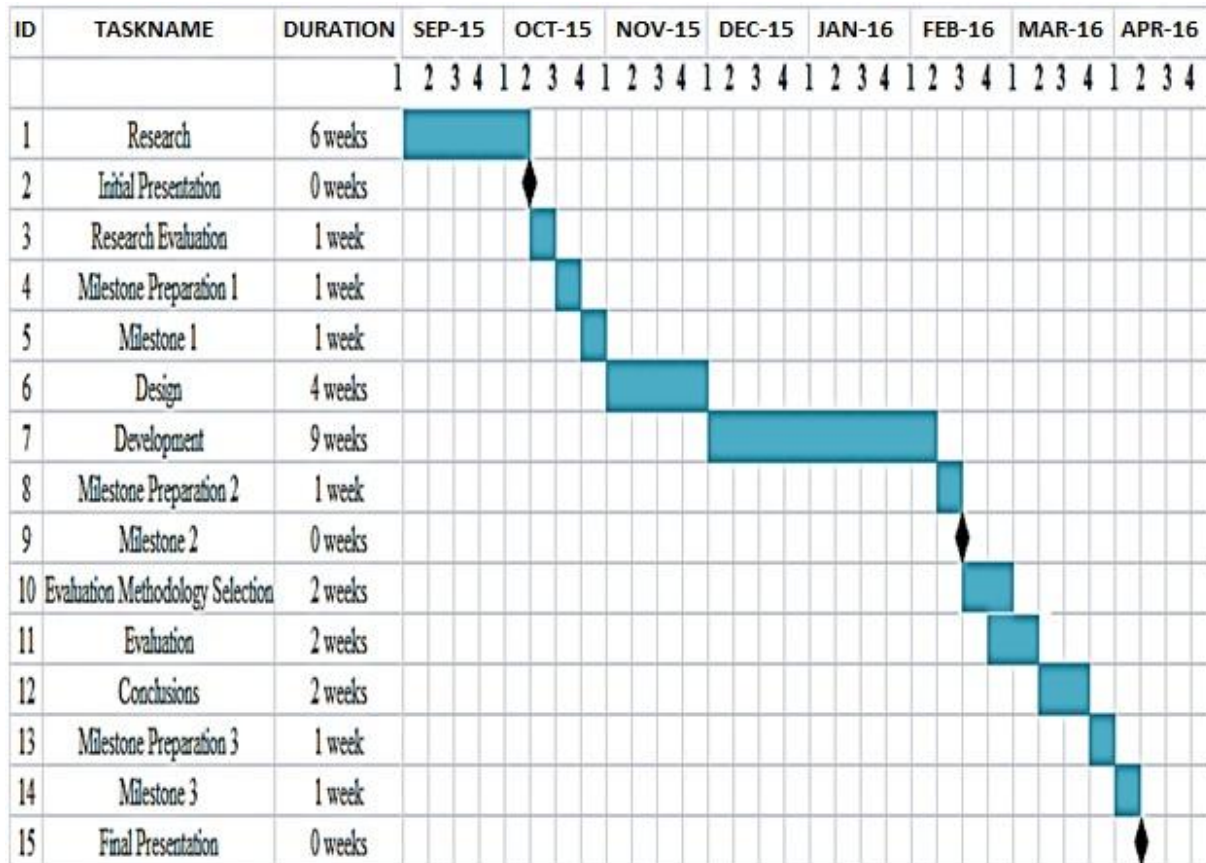 ID TASKNAME DURATION SEP-15 OCT-15 NOV-15 DEC-15 JAN-16 FEB-16 MAR-16 APR-16
1 2 3 4 1 2 3 4 1 2 3 4 1 2 3 4 1 2 3 4 1 2 3 4 1 2 3 4 1 2 3 4
1 Research 6 weeks
2 Initial Presentation 0 weeks
3 Research Evaluation 1 week
4 Milestone Preparation 1 1 week
5 Milestone 1 1 week
6 Design 4 weeks
7 Development 9 weeks
8 Milestone Preparation 2 1 week
9 Milestone 2 0 weeks
10 Evaluation Methodology Selection 2 weeks
11 Evaluation 2 weeks
12 Conclusions 2 weeks
13 Milestone Preparation 3 1 week
14 Milestone 3 1 week
15 Final Presentation 0 weeks